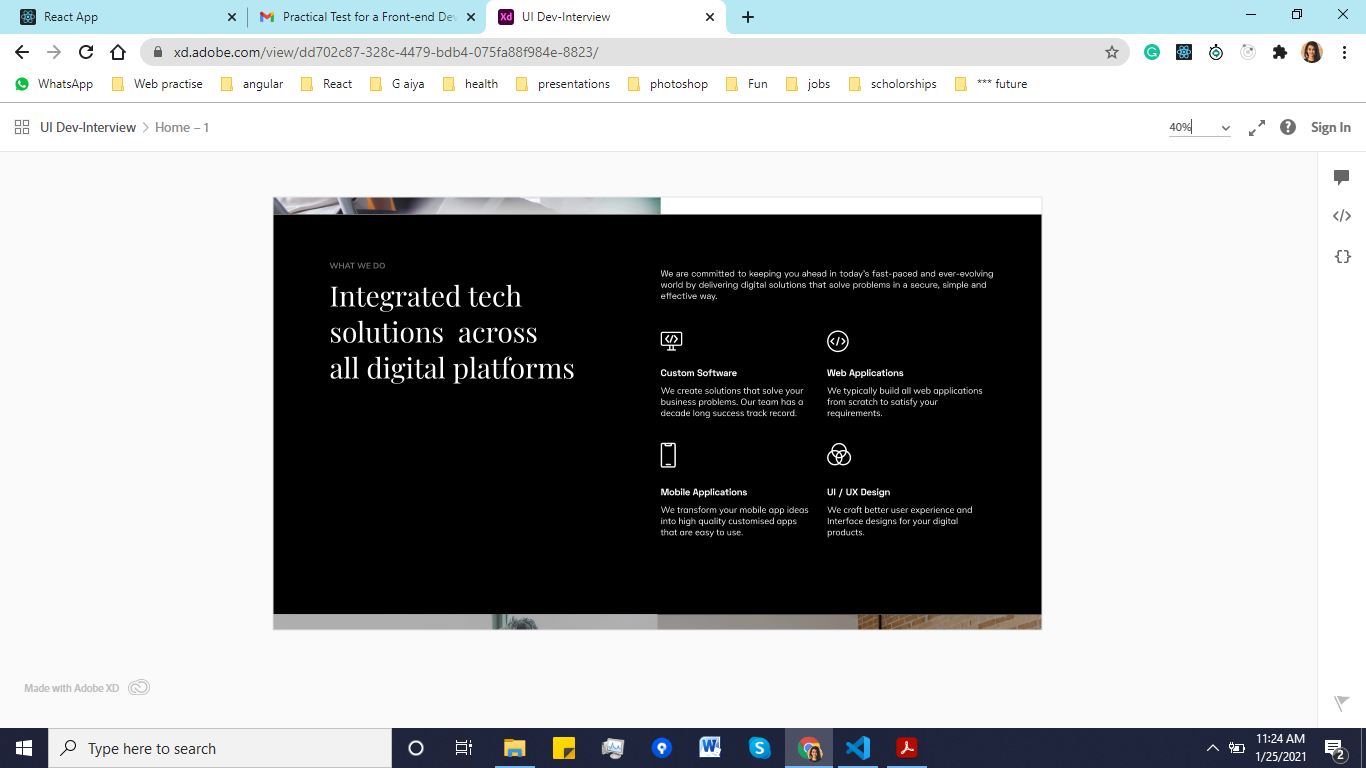 React App
Practical Test for a Front-end Dev
UI Dev-Interview
xd.adobe.com/view/dd702c87-328c-4479-bdb4-075fa88f984e-8823/
WhatsApp
Web practise
angular
React
G aiya
health
presentations
photoshop
Fun
jobs
scholorships
*** future
UI Dev-Interview
Home – 1
40%
Sign In
WHAT WE DO
Integrated tech
solutions across
all digital platforms
We are committed to keeping you ahead in today's fast-paced and ever-evolving
world by delivering digital solutions that solve problems in a secure, simple and
effective way.
Custom Software
We create solutions that solve your
business problems. Our team has a
decade long success track record.
Web Applications
We typically build all web applications
from scratch to satisfy your
requirements.
Mobile Applications
We transform your mobile app ideas
into high quality customised apps
that are easy to use.
UI / UX Design
We craft better user experience and
Interface designs for your digital
products.
Made with Adobe XD
Type here to search
11:24 AM
1/25/2021
2